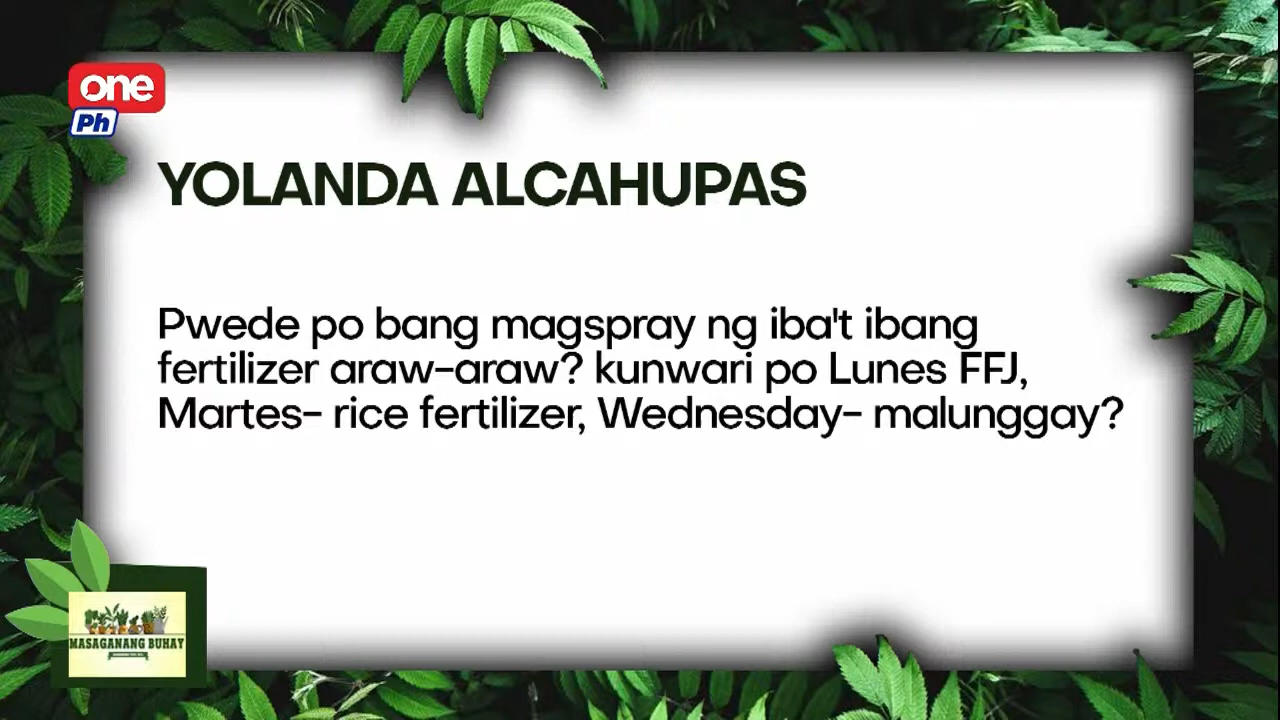 one
Ph
YOLANDA ALCAHUPAS
Pwede po bang magspray ng iba't ibang
fertilizer araw-araw? kunwari po Lunes FFJ,
Martes- rice fertilizer, Wednesday- malunggay?
MASAGANANG BUHAY